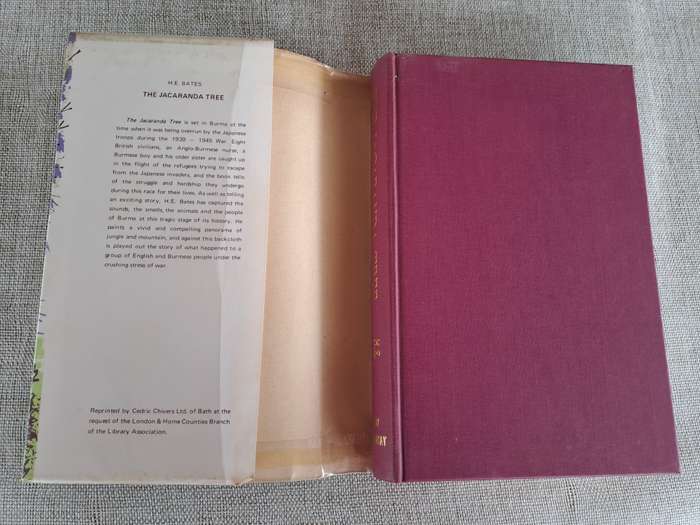 H.E. BATES
THE JACARANDA TREE
The Jacaranda Tree is set in Burma at the
time when it was being overrun by the Japanese
troops during the 1939 – 1945 War. Eight
British civilians, an Anglo-Burmese nurse, a
Burmese boy and his older sister are caught up
in the flight of the refugees trying to escape
from the Japanese invaders, and the book tells
of the struggle and hardship they undergo
during this race for their lives. As well as telling
an exciting story, H.E. Bates has captured the
sounds, the smells, the animals and the people
of Burma at this tragic stage of its history. He
paints a vivid and compelling panorama of
jungle and mountain, and against this backcloth
is played out the story of what happened to a
group of English and Burmese people under the
crushing stress of war.
Reprinted by Cedric Chivers Ltd. of Bath at the
request of the London & Home Counties Branch
of the Library Association.